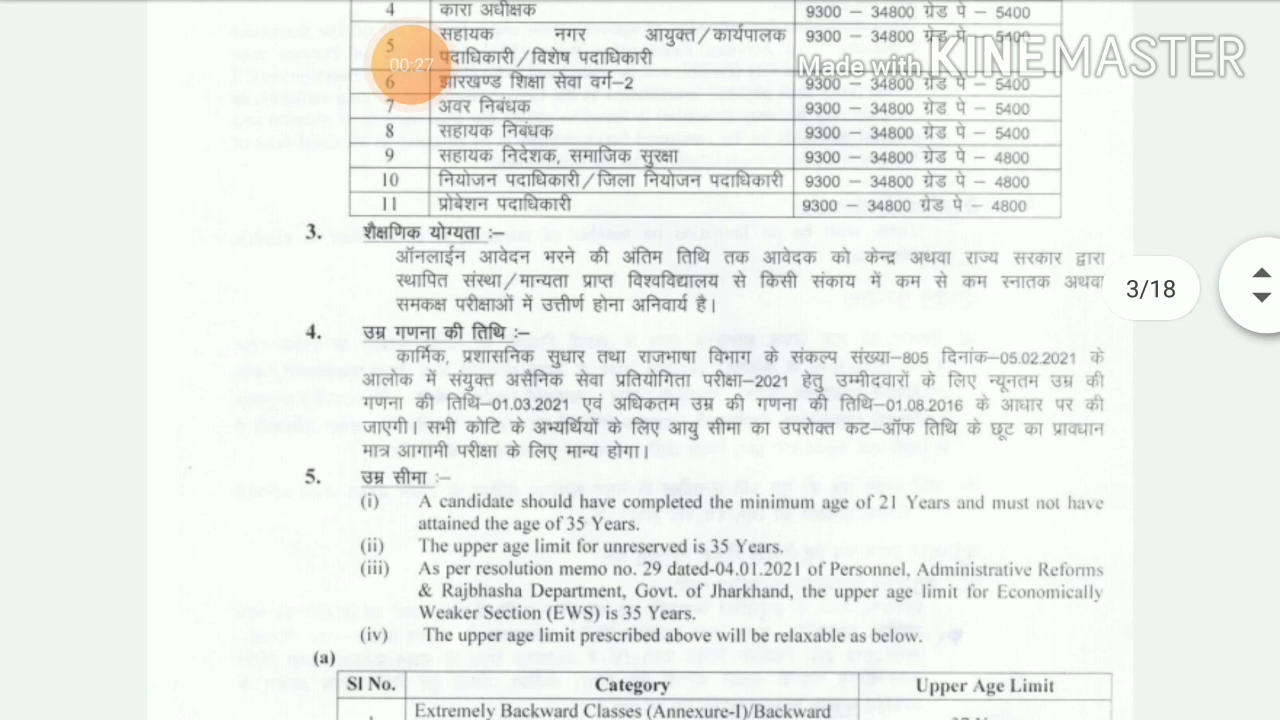 4 कारा अधीक्षक 9300 – 34800 ग्रेड पे – 5400
5 सहायक नगर आयुक्त/कार्यपालक 9300 – 34800 ग्रेड पे – 5400
पदाधिकारी/विशेष पदाधिकारी
00:27
Made with KINEMASTER
6 झारखण्ड शिक्षा सेवा वर्ग–2 9300 – 34800 ग्रेड पे – 5400
7 अवर निबंधक 9300 – 34800 ग्रेड पे – 5400
8 सहायक निबंधक 9300 – 34800 ग्रेड पे – 5400
9 सहायक निदेशक, समाजिक सुरक्षा 9300 – 34800 ग्रेड पे – 4800
10 नियोजन पदाधिकारी/जिला नियोजन पदाधिकारी 9300 – 34800 ग्रेड पे – 4800
11 प्रोबेशन पदाधिकारी 9300 – 34800 ग्रेड पे – 4800
3. शैक्षणिक योग्यता :–
ऑनलाईन आवेदन भरने की अंतिम तिथि तक आवेदक को केन्द्र अथवा राज्य सरकार द्वारा
स्थापित संस्था/मान्यता प्राप्त विश्वविद्यालय से किसी संकाय में कम से कम स्नातक अथवा
समकक्ष परीक्षाओं में उत्तीर्ण होना अनिवार्य है।
3/18
4. उम्र गणना की तिथि :–
कार्मिक, प्रशासनिक सुधार तथा राजभाषा विभाग के संकल्प संख्या–805 दिनांक–05.02.2021 के
आलोक में संयुक्त असैनिक सेवा प्रतियोगिता परीक्षा–2021 हेतु उम्मीदवारों के लिए न्यूनतम उम्र की
गणना की तिथि–01.03.2021 एवं अधिकतम उम्र की गणना की तिथि–01.08.2016 के आधार पर की
जाएगी। सभी कोटि के अभ्यर्थियों के लिए आयु सीमा का उपरोक्त कट–ऑफ तिथि के छूट का प्रावधान
मात्र आगामी परीक्षा के लिए मान्य होगा।
5. उम्र सीमा :–
(i) A candidate should have completed the minimum age of 21 Years and must not have
attained the age of 35 Years.
(ii) The upper age limit for unreserved is 35 Years.
(iii) As per resolution memo no. 29 dated-04.01.2021 of Personnel, Administrative Reforms
& Rajbhasha Department, Govt. of Jharkhand, the upper age limit for Economically
Weaker Section (EWS) is 35 Years.
(iv) The upper age limit prescribed above will be relaxable as below.
(a)
Sl No. Category Upper Age Limit
Extremely Backward Classes (Annexure-I)/Backward